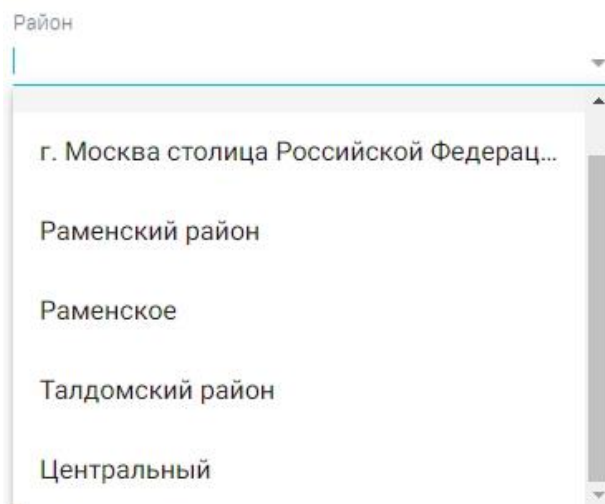 Район
г. Москва столица Российской Федерац...
Раменский район
Раменское
Талдомский район
Центральный